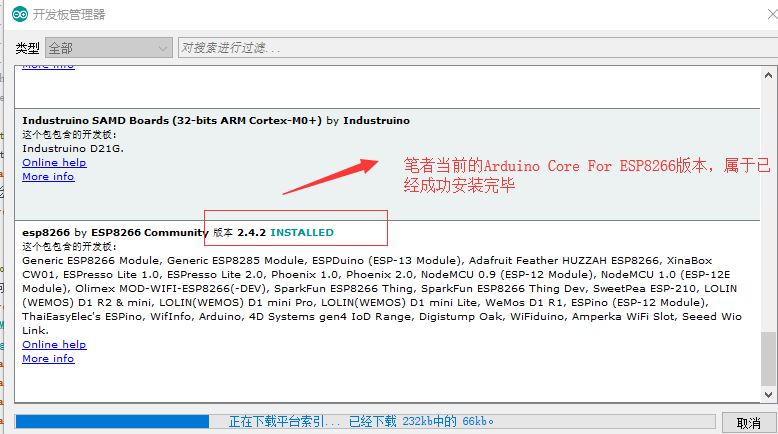 开发板管理器
类型 全部 对搜索进行过滤...
More info
Industruino SAMD Boards (32-bits ARM Cortex-M0+) by Industruino
这个包包含的开发板:
Industruino D21G.
Online help
More info
笔者当前的Arduino Core For ESP8266版本，属于已
经成功安装完毕
esp8266 by ESP8266 Community 版本 2.4.2 INSTALLED
这个包包含的开发板:
Generic ESP8266 Module, Generic ESP8285 Module, ESPDuino (ESP-13 Module), Adafruit Feather HUZZAH ESP8266, XinaBox
CW01, ESPresso Lite 1.0, ESPresso Lite 2.0, Phoenix 1.0, Phoenix 2.0, NodeMCU 0.9 (ESP-12 Module), NodeMCU 1.0 (ESP-12E
Module), Olimex MOD-WIFI-ESP8266(-DEV), SparkFun ESP8266 Thing, SparkFun ESP8266 Thing Dev, SweetPea ESP-210, LOLIN
(WEMOS) D1 R2 & mini, LOLIN(WEMOS) D1 mini Pro, LOLIN(WEMOS) D1 mini Lite, WeMos D1 R1, ESPino (ESP-12 Module),
ThaiEasyElec's ESPino, WifInfo, Arduino, 4D Systems gen4 IoD Range, Digistump Oak, WiFiduino, Amperka WiFi Slot, Seeed Wio
Link.
Online help
More info
正在下载平台索引... 已经下载 232kb中的 66kb。
取消